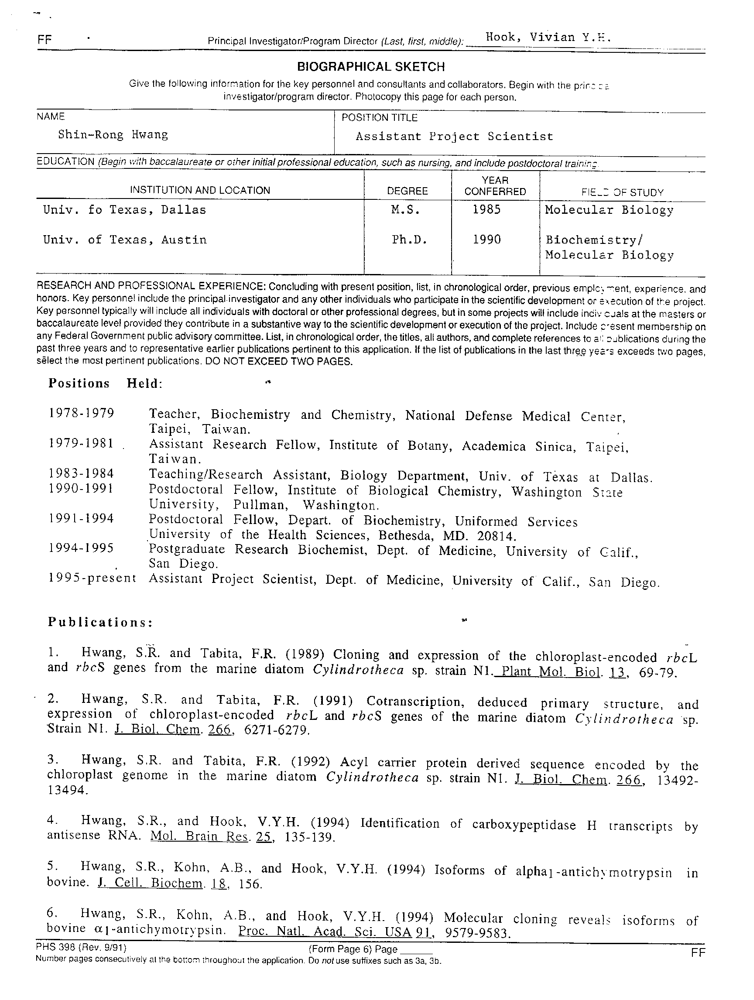 FF
Principal Investigator/Program Director (Last, first, middle): Hook, Vivian Y.H.
BIOGRAPHICAL SKETCH
Give the following information for the key personnel and consultants and collaborators. Begin with the principal
investigator/program director. Photocopy this page for each person.
NAME
POSITION TITLE
Shin-Rong Hwang
Assistant Project Scientist
EDUCATION (Begin with baccalaureate or other initial professional education, such as nursing, and include postdoctoral training
INSTITUTION AND LOCATION
DEGREE
YEAR
CONFERRED
FIELD OF STUDY
Univ. fo Texas, Dallas M.S. 1985 Molecular Biology
Univ. of Texas, Austin Ph.D. 1990 Biochemistry/
Molecular Biology
RESEARCH AND PROFESSIONAL EXPERIENCE: Concluding with present position, list, in chronological order, previous employment, experience, and
honors. Key personnel include the principal investigator and any other individuals who participate in the scientific development or execution of the project.
Key personnel typically will include all individuals with doctoral or other professional degrees, but in some projects will include individuals at the masters or
baccalaureate level provided they contribute in a substantive way to the scientific development or execution of the project. Include present membership on
any Federal Government public advisory committee. List, in chronological order, the titles, all authors, and complete references to all publications during the
past three years and to representative earlier publications pertinent to this application. If the list of publications in the last three years exceeds two pages,
select the most pertinent publications. DO NOT EXCEED TWO PAGES.
Positions Held:
1978-1979 Teacher, Biochemistry and Chemistry, National Defense Medical Center,
Taipei, Taiwan.
1979-1981 Assistant Research Fellow, Institute of Botany, Academica Sinica, Taipei,
Taiwan.
1983-1984 Teaching/Research Assistant, Biology Department, Univ. of Texas at Dallas.
1990-1991 Postdoctoral Fellow, Institute of Biological Chemistry, Washington State
University, Pullman, Washington.
1991-1994 Postdoctoral Fellow, Depart. of Biochemistry, Uniformed Services
University of the Health Sciences, Bethesda, MD. 20814.
1994-1995 Postgraduate Research Biochemist, Dept. of Medicine, University of Calif.,
San Diego.
1995-present Assistant Project Scientist, Dept. of Medicine, University of Calif., San Diego.
Publications:
1. Hwang, S.R. and Tabita, F.R. (1989) Cloning and expression of the chloroplast-encoded rbcL
and rbcS genes from the marine diatom Cylindrotheca sp. strain N1. Plant Mol. Biol. 13, 69-79.
2. Hwang, S.R. and Tabita, F.R. (1991) Cotranscription, deduced primary structure, and
expression of chloroplast-encoded rbcL and rbcS genes of the marine diatom Cylindrotheca sp.
Strain N1. J. Biol. Chem. 266, 6271-6279.
3. Hwang, S.R. and Tabita, F.R. (1992) Acyl carrier protein derived sequence encoded by the
chloroplast genome in the marine diatom Cylindrotheca sp. strain N1. J. Biol. Chem. 266, 13492-
13494.
4. Hwang, S.R., and Hook, V.Y.H. (1994) Identification of carboxypeptidase H transcripts by
antisense RNA. Mol. Brain Res. 25, 135-139.
5. Hwang, S.R., Kohn, A.B., and Hook, V.Y.H. (1994) Isoforms of alpha1-antichymotrypsin in
bovine. J. Cell. Biochem. 18, 156.
6. Hwang, S.R., Kohn, A.B., and Hook, V.Y.H. (1994) Molecular cloning reveals isoforms of
bovine α1-antichymotrypsin. Proc. Natl. Acad. Sci. USA 91, 9579-9583.
PHS 398 (Rev. 9/91) (Form Page 6) Page ______ FF
Number pages consecutively at the bottom throughout the application. Do not use suffixes such as 3a, 3b.